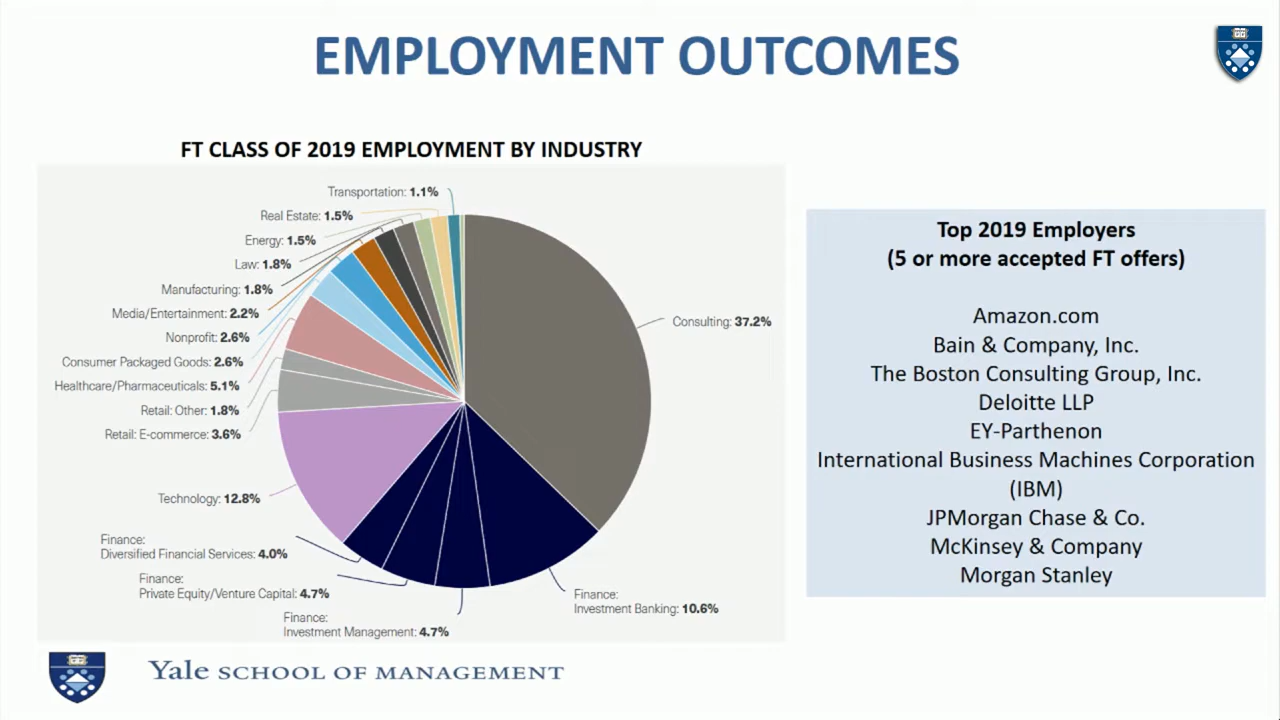 EMPLOYMENT OUTCOMES
FT CLASS OF 2019 EMPLOYMENT BY INDUSTRY
Transportation: 1.1%
Real Estate: 1.5%
Energy: 1.5%
Law: 1.8%
Manufacturing: 1.8%
Media/Entertainment: 2.2%
Nonprofit: 2.6%
Consumer Packaged Goods: 2.6%
Healthcare/Pharmaceuticals: 5.1%
Retail: Other: 1.8%
Retail: E-commerce: 3.6%
Technology: 12.8%
Finance:
Diversified Financial Services: 4.0%
Finance:
Private Equity/Venture Capital: 4.7%
Finance:
Investment Management: 4.7%
Finance:
Investment Banking: 10.6%
Consulting: 37.2%
Top 2019 Employers
(5 or more accepted FT offers)
Amazon.com
Bain & Company, Inc.
The Boston Consulting Group, Inc.
Deloitte LLP
EY-Parthenon
International Business Machines Corporation
(IBM)
JPMorgan Chase & Co.
McKinsey & Company
Morgan Stanley
Yale SCHOOL OF MANAGEMENT